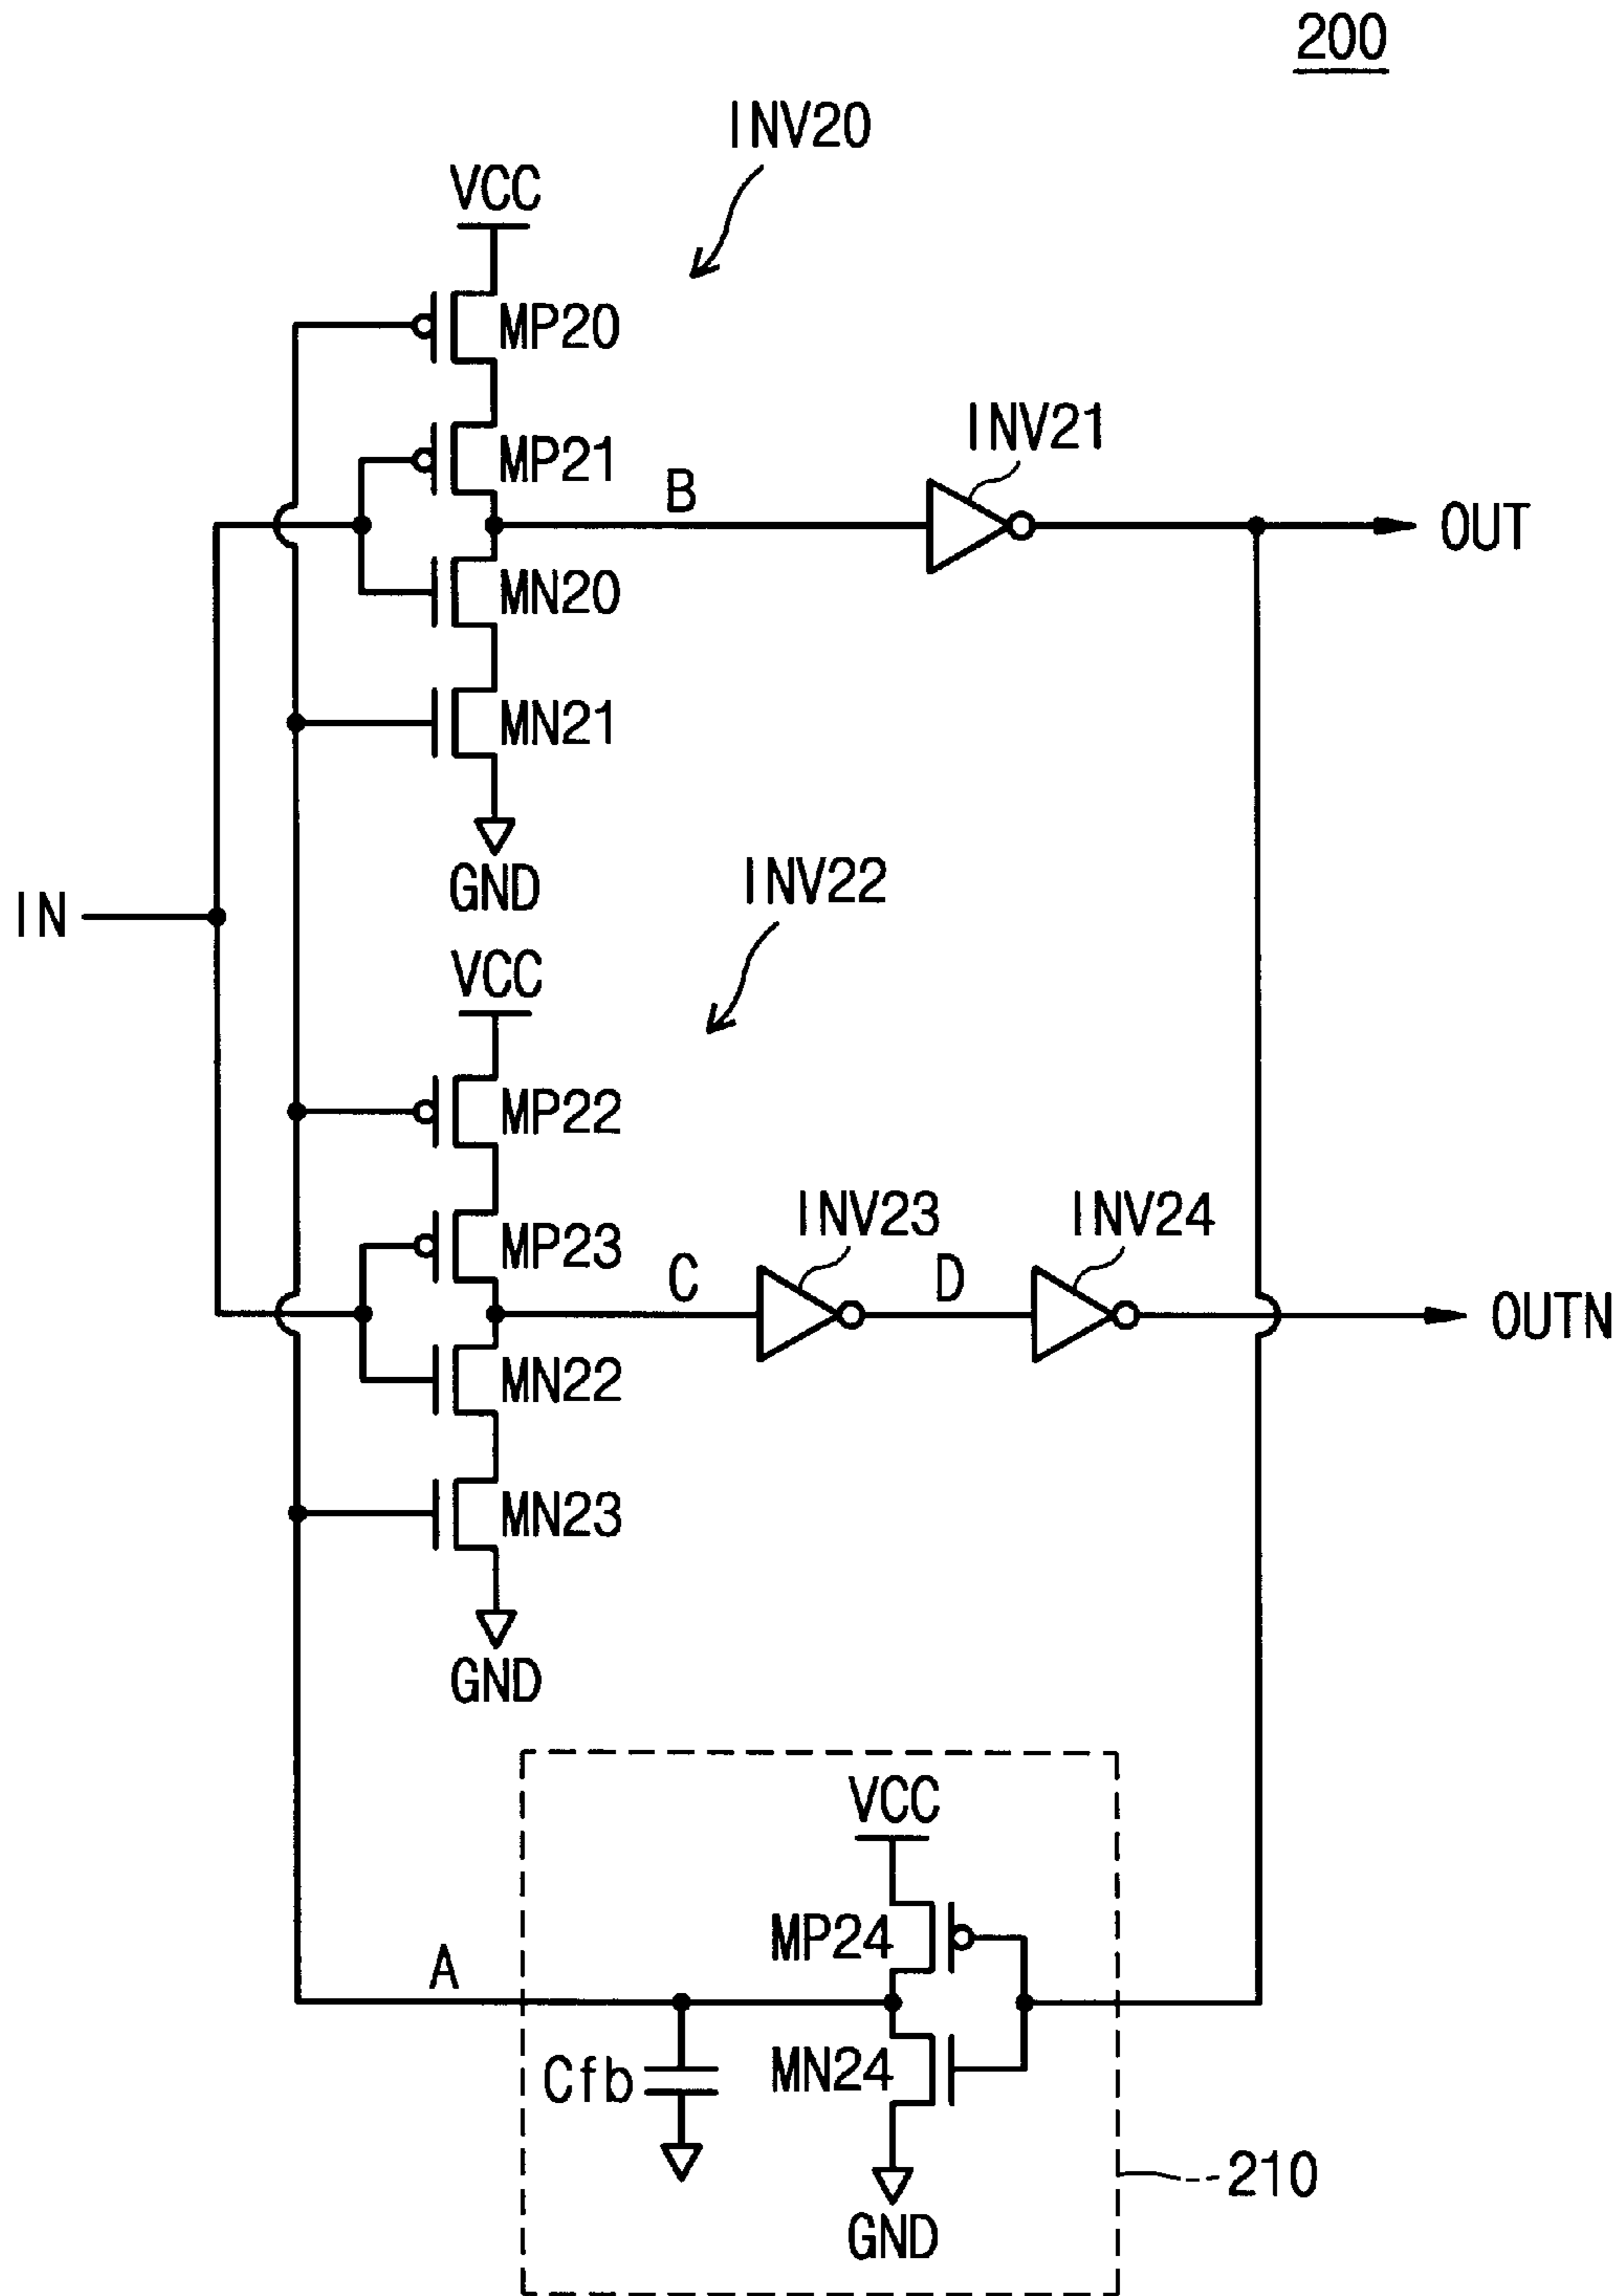 200
INV20
VCC
MP20
MP21
INV21
B
OUT
MN20
MN21
GND
INV22
IN
VCC
MP22
INV23
INV24
MP23
C
D
OUTN
MN22
MN23
GND
VCC
MP24
A
MN24
Cfb
210
GND